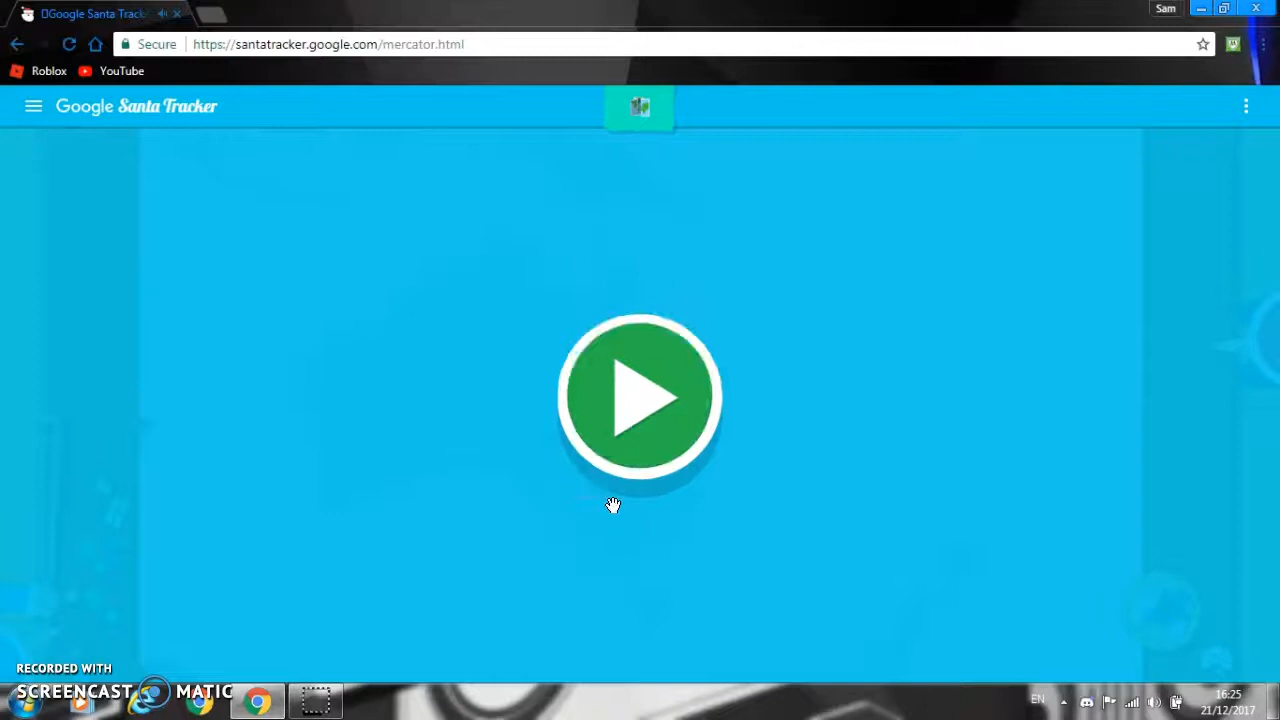 Google Santa Track
Sam
Secure
https://santatracker.google.com/mercator.html
Roblox
YouTube
Google Santa Tracker
RECORDED WITH
SCREENCAST MATIC
EN
16:25
21/12/2017